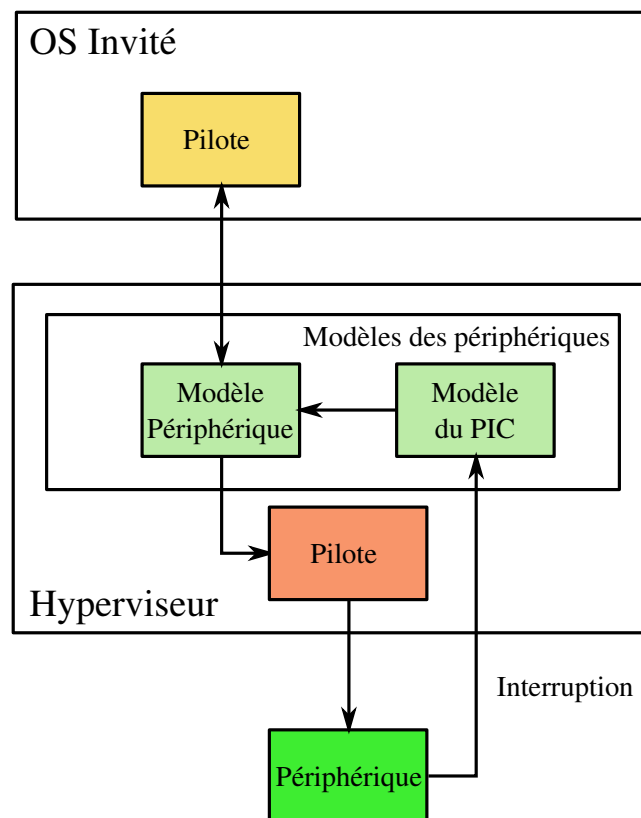 OS Invité
Pilote
Modèles des périphériques
Modèle
Périphérique
Modèle
du PIC
Pilote
Hyperviseur
Interruption
Périphérique